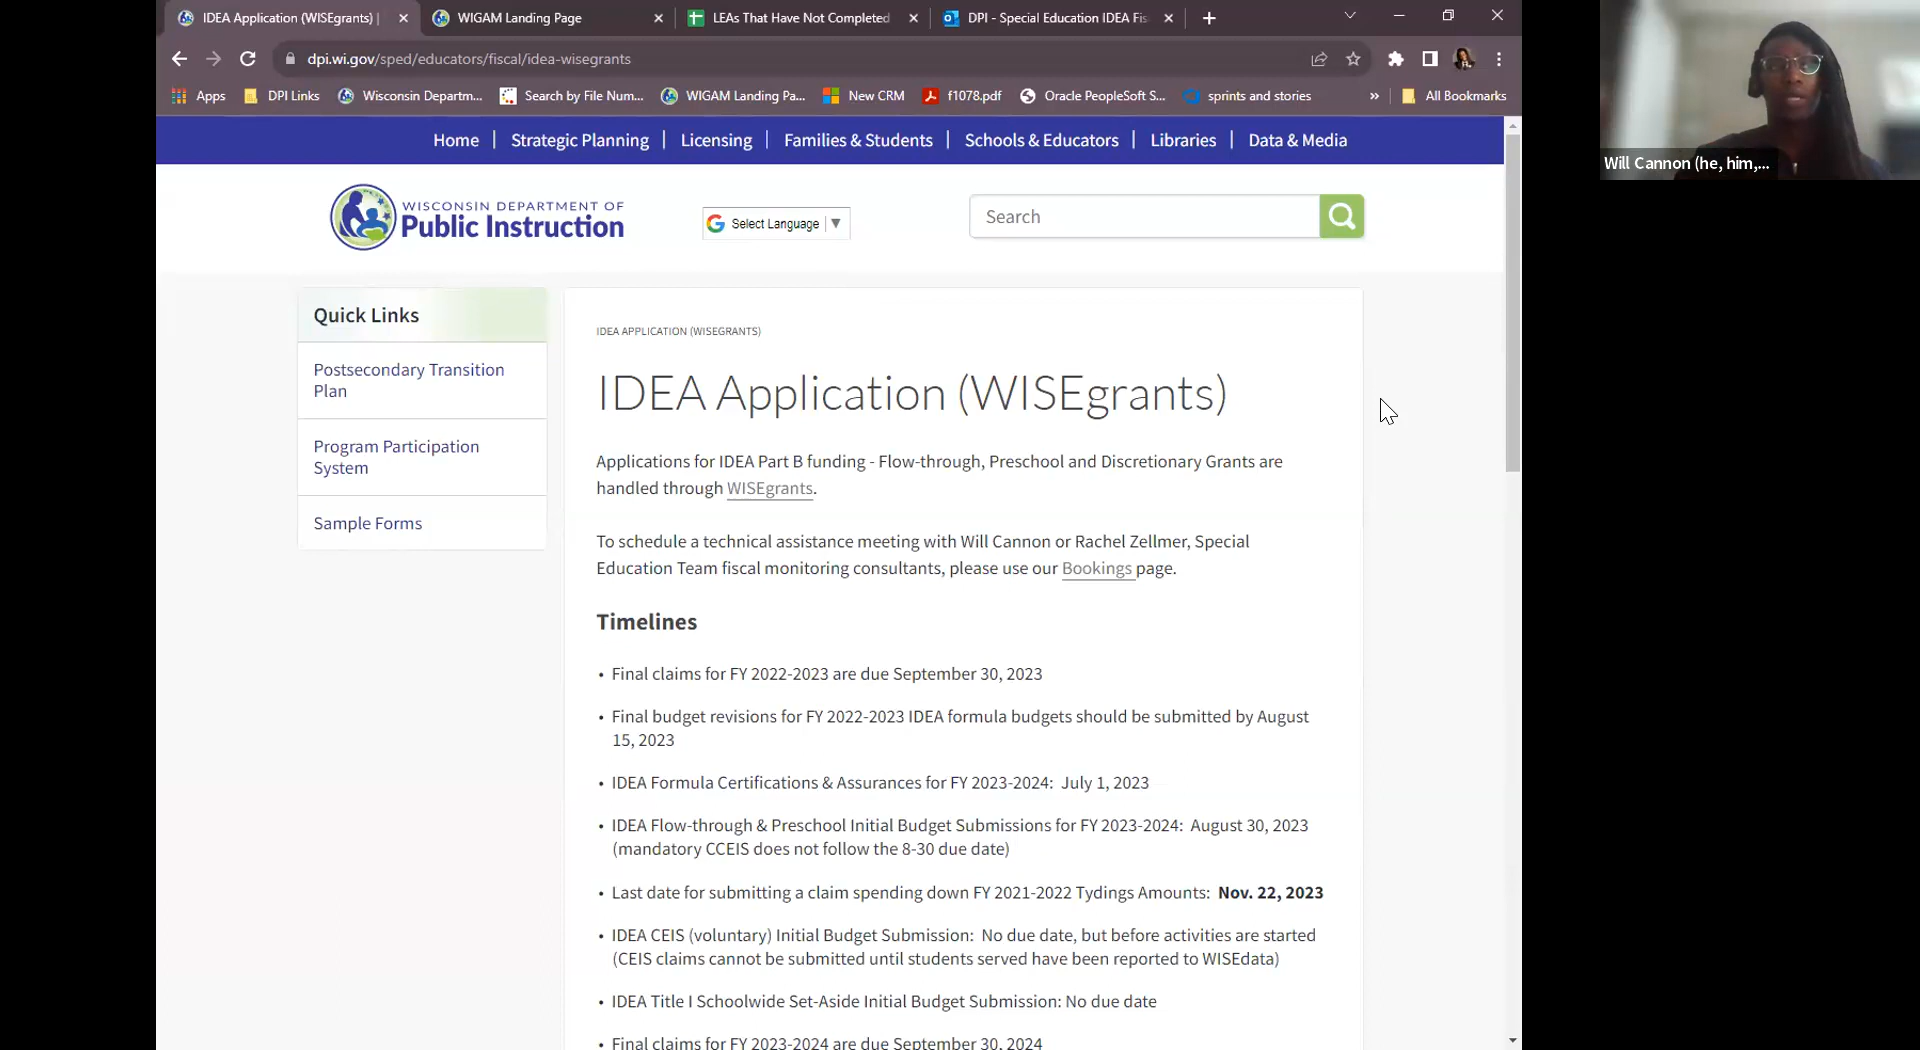 IDEA Application (WISEgrants) |
WIGAM Landing Page
LEAs That Have Not Completed
DPI - Special Education IDEA Fis
dpi.wi.gov/sped/educators/fiscal/idea-wisegrants
Apps
DPI Links
Wisconsin Departm...
Search by File Num...
WIGAM Landing Pa...
New CRM
f1078.pdf
Oracle PeopleSoft S...
sprints and stories
»
All Bookmarks
Home | Strategic Planning | Licensing | Families & Students | Schools & Educators | Libraries | Data & Media
WISCONSIN DEPARTMENT OF
Public Instruction
Select Language
Search
Quick Links
Postsecondary Transition
Plan
Program Participation
System
Sample Forms
IDEA APPLICATION (WISEGRANTS)
IDEA Application (WISEgrants)
Applications for IDEA Part B funding - Flow-through, Preschool and Discretionary Grants are
handled through WISEgrants.
To schedule a technical assistance meeting with Will Cannon or Rachel Zellmer, Special
Education Team fiscal monitoring consultants, please use our Bookings page.
Timelines
• Final claims for FY 2022-2023 are due September 30, 2023
• Final budget revisions for FY 2022-2023 IDEA formula budgets should be submitted by August
15, 2023
• IDEA Formula Certifications & Assurances for FY 2023-2024: July 1, 2023
• IDEA Flow-through & Preschool Initial Budget Submissions for FY 2023-2024: August 30, 2023
(mandatory CCEIS does not follow the 8-30 due date)
• Last date for submitting a claim spending down FY 2021-2022 Tydings Amounts: Nov. 22, 2023
• IDEA CEIS (voluntary) Initial Budget Submission: No due date, but before activities are started
(CEIS claims cannot be submitted until students served have been reported to WISEdata)
• IDEA Title I Schoolwide Set-Aside Initial Budget Submission: No due date
• Final claims for FY 2023-2024 are due September 30, 2024
Will Cannon (he, him,...